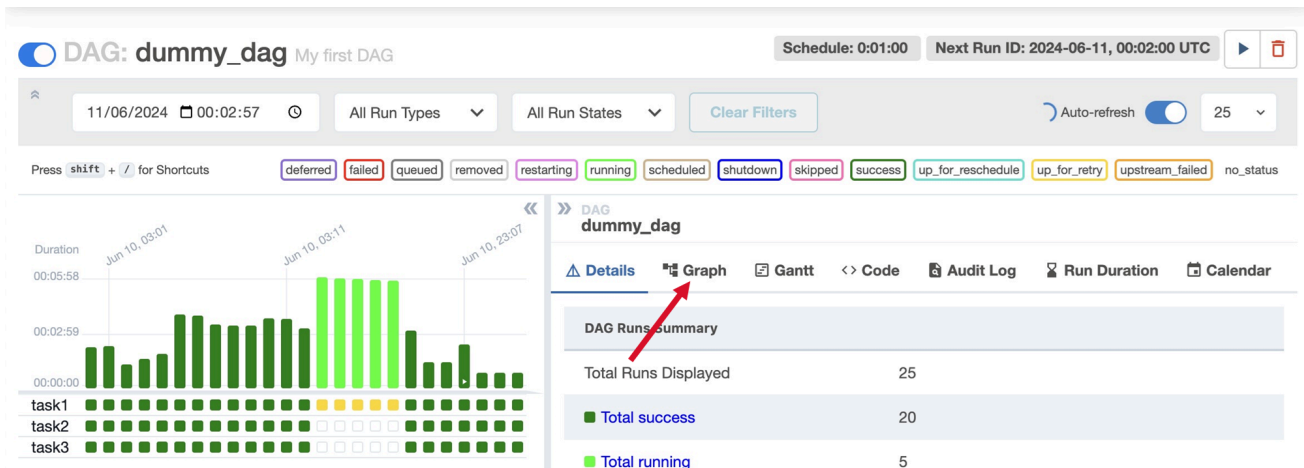 DAG: dummy_dag My first DAG
Schedule: 0:01:00 Next Run ID: 2024-06-11, 00:02:00 UTC
11/06/2024 00:02:57 All Run Types All Run States Clear Filters Auto-refresh 25
Press shift + / for Shortcuts
deferred failed queued removed restarting running scheduled shutdown skipped success up_for_reschedule up_for_retry upstream_failed no_status
Duration
Jun 10, 03:01
Jun 10, 03:11
Jun 10, 23:07
00:05:58
00:02:59
00:00:00
task1
task2
task3
DAG
dummy_dag
Details Graph Gantt <> Code Audit Log Run Duration Calendar
DAG Runs Summary
Total Runs Displayed 25
Total success 20
Total running 5